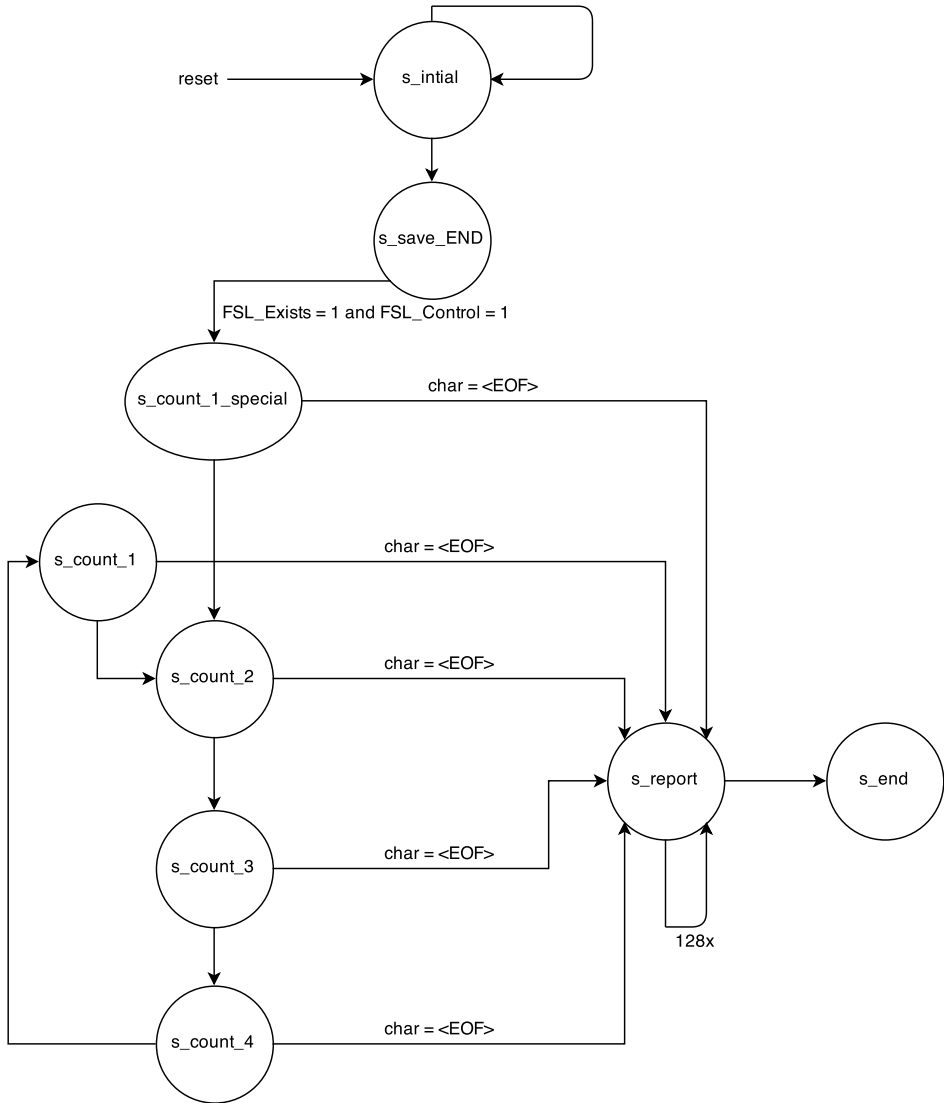 reset
s_intial
s_save_END
FSL_Exists = 1 and FSL_Control = 1
s_count_1_special
char = <EOF>
s_count_1
char = <EOF>
s_count_2
char = <EOF>
s_report
s_end
s_count_3
char = <EOF>
128x
s_count_4
char = <EOF>